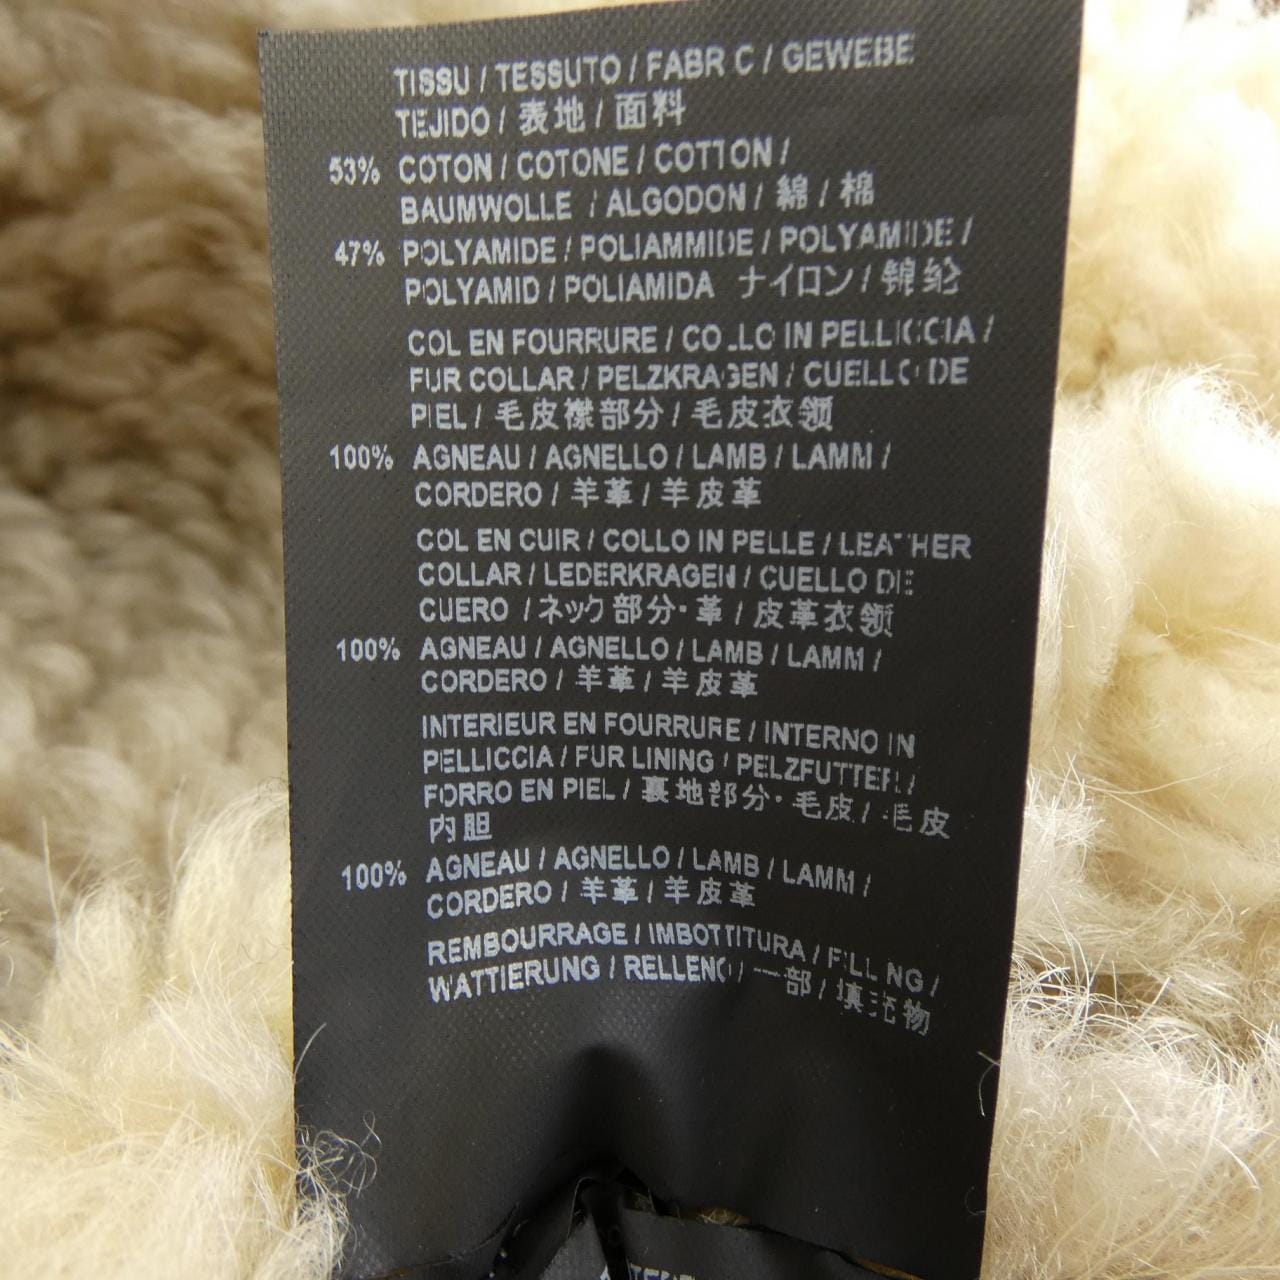 TISSU / TESSUTO / FABRIC / GEWEBE
TEJIDO / 表地 / 面料
53% COTON / COTONE / COTTON /
BAUMWOLLE / ALGODON / 綿 / 棉
47% POLYAMIDE / POLIAMMIDE / POLYAMIDE /
POLYAMID / POLIAMIDA ナイロン / 锦纶
COL EN FOURRURE / COLLO IN PELLICCIA /
FUR COLLAR / PELZKRAGEN / CUELLO DE
PIEL / 毛皮襟部分 / 毛皮衣领
100% AGNEAU / AGNELLO / LAMB / LAMM /
CORDERO / 羊革 / 羊皮革
COL EN CUIR / COLLO IN PELLE / LEATHER
COLLAR / LEDERKRAGEN / CUELLO DE
CUERO / ネック部分・革 / 皮革衣领
100% AGNEAU / AGNELLO / LAMB / LAMM /
CORDERO / 羊革 / 羊皮革
INTERIEUR EN FOURRURE / INTERNO IN
PELLICCIA / FUR LINING / PELZFUTTER /
FORRO EN PIEL / 裏地部分・毛皮 / 毛皮
内胆
100% AGNEAU / AGNELLO / LAMB / LAMM /
CORDERO / 羊革 / 羊皮革
REMBOURRAGE / IMBOTTITURA / FILLING /
WATTIERUNG / RELLENO / 一部 / 填充物